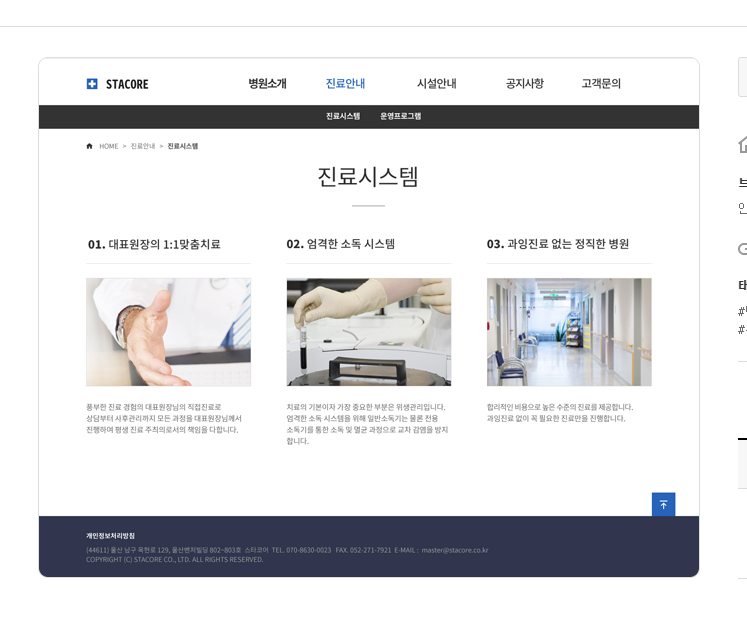 STACORE
병원소개 진료안내 시설안내 공지사항 고객문의
진료시스템 운영프로그램
HOME > 진료안내 > 진료시스템
진료시스템
01. 대표원장의 1:1맞춤치료
02. 엄격한 소독 시스템
03. 과잉진료 없는 정직한 병원
풍부한 진료 경험의 대표원장님의 직접진료로
상담부터 사후관리까지 모든 과정을 대표원장님께서
진행하여 평생 진료 주치의로서의 책임을 다합니다.
치료의 기본이자 가장 중요한 부분은 위생관리입니다.
엄격한 소독 시스템을 위해 일반소독기는 물론 전용
소독기를 통한 소독 및 멸균 과정으로 교차 감염을 방지
합니다.
합리적인 비용으로 높은 수준의 진료를 제공합니다.
과잉진료 없이 꼭 필요한 진료만을 진행합니다.
개인정보처리방침
(44611) 울산 남구 옥현로 129, 울산벤처빌딩 802~803호 스타코어 TEL. 070-8630-0023 FAX. 052-271-7921 E-MAIL : master@stacore.co.kr
COPYRIGHT (C) STACORE CO., LTD. ALL RIGHTS RESERVED.